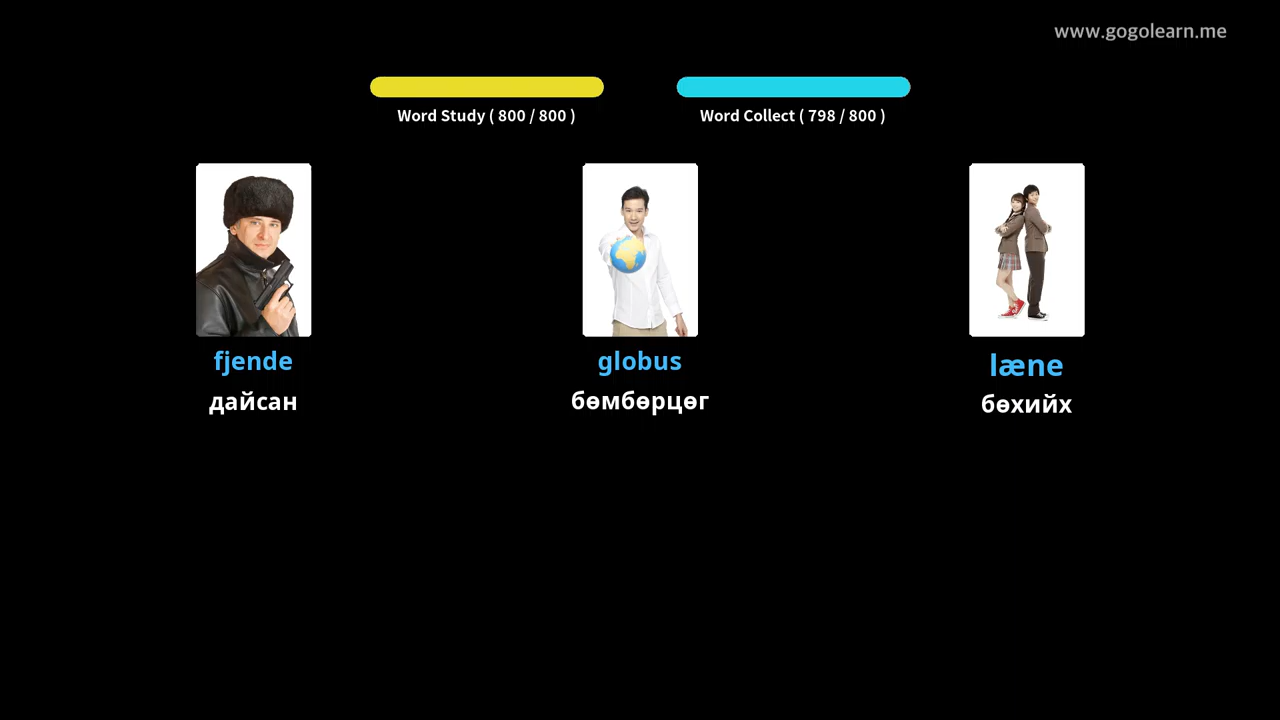 www.gogolearn.me
Word Study ( 800 / 800 )
Word Collect ( 798 / 800 )
fjende
globus
læne
дайсан
бөмбөрцөг
бөхийх